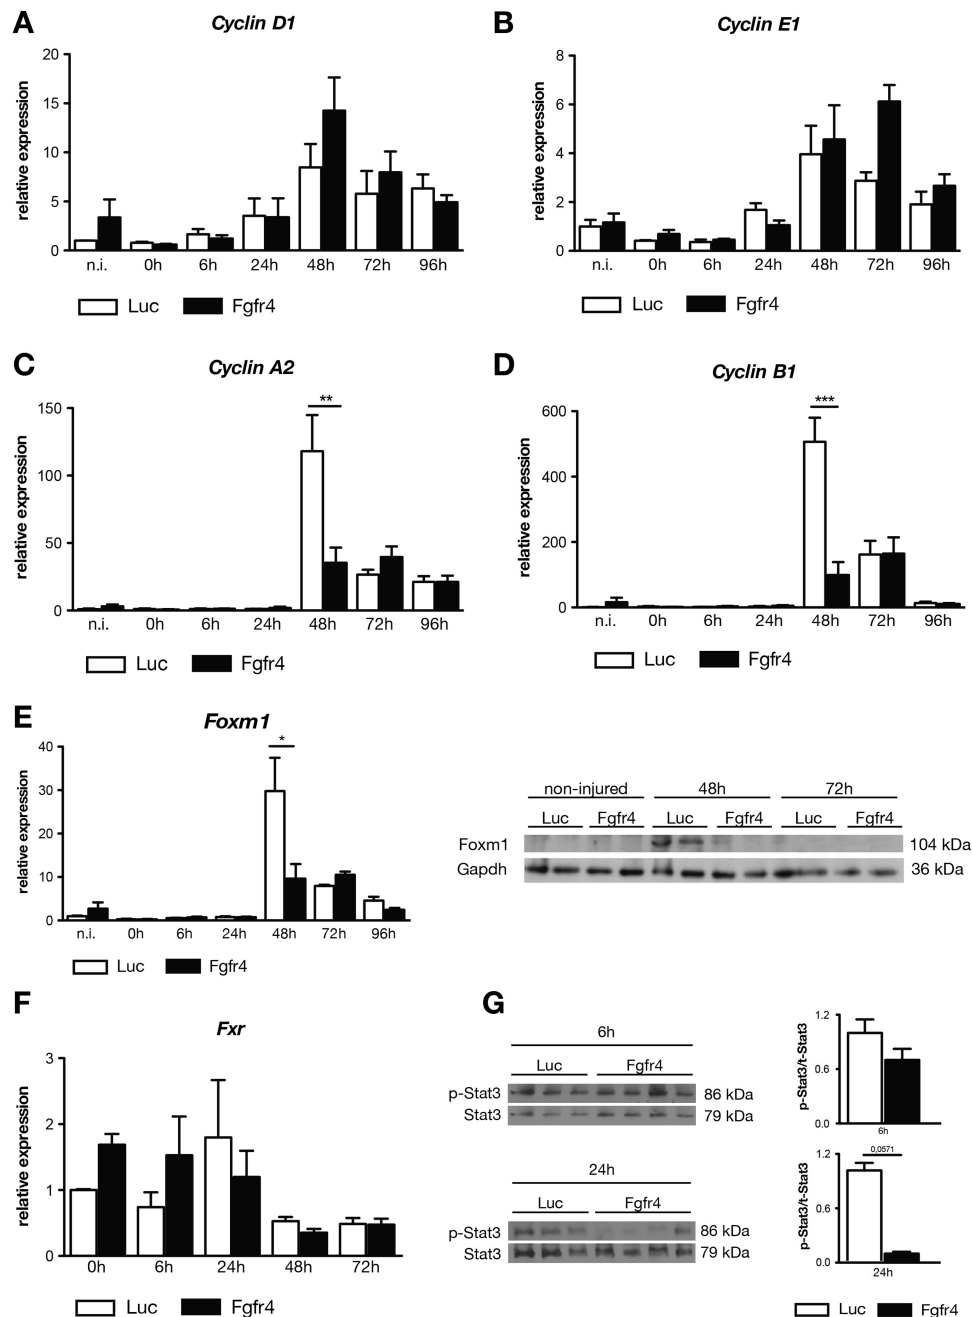 A
Cyclin D1
relative expression
20
15
10
5
0
n.i. 0h 6h 24h 48h 72h 96h
Luc Fgfr4
B
Cyclin E1
relative expression
8
6
4
2
0
n.i. 0h 6h 24h 48h 72h 96h
Luc Fgfr4
C
Cyclin A2
relative expression
150
100
50
0
**
n.i. 0h 6h 24h 48h 72h 96h
Luc Fgfr4
D
Cyclin B1
relative expression
600
400
200
0
***
n.i. 0h 6h 24h 48h 72h 96h
Luc Fgfr4
E
Foxm1
relative expression
40
30
20
10
0
*
n.i. 0h 6h 24h 48h 72h 96h
Luc Fgfr4
non-injured 48h 72h
Luc Fgfr4 Luc Fgfr4 Luc Fgfr4
Foxm1 104 kDa
Gapdh 36 kDa
F
Fxr
relative expression
3
2
1
0
0h 6h 24h 48h 72h
Luc Fgfr4
G
6h
Luc Fgfr4
p-Stat3 86 kDa
Stat3 79 kDa
24h
Luc Fgfr4
p-Stat3 86 kDa
Stat3 79 kDa
p-Stat3/t-Stat3
1.2
0.6
0.0
6h
p-Stat3/t-Stat3
1.2
0.6
0.0
0,0571
24h
Luc Fgfr4